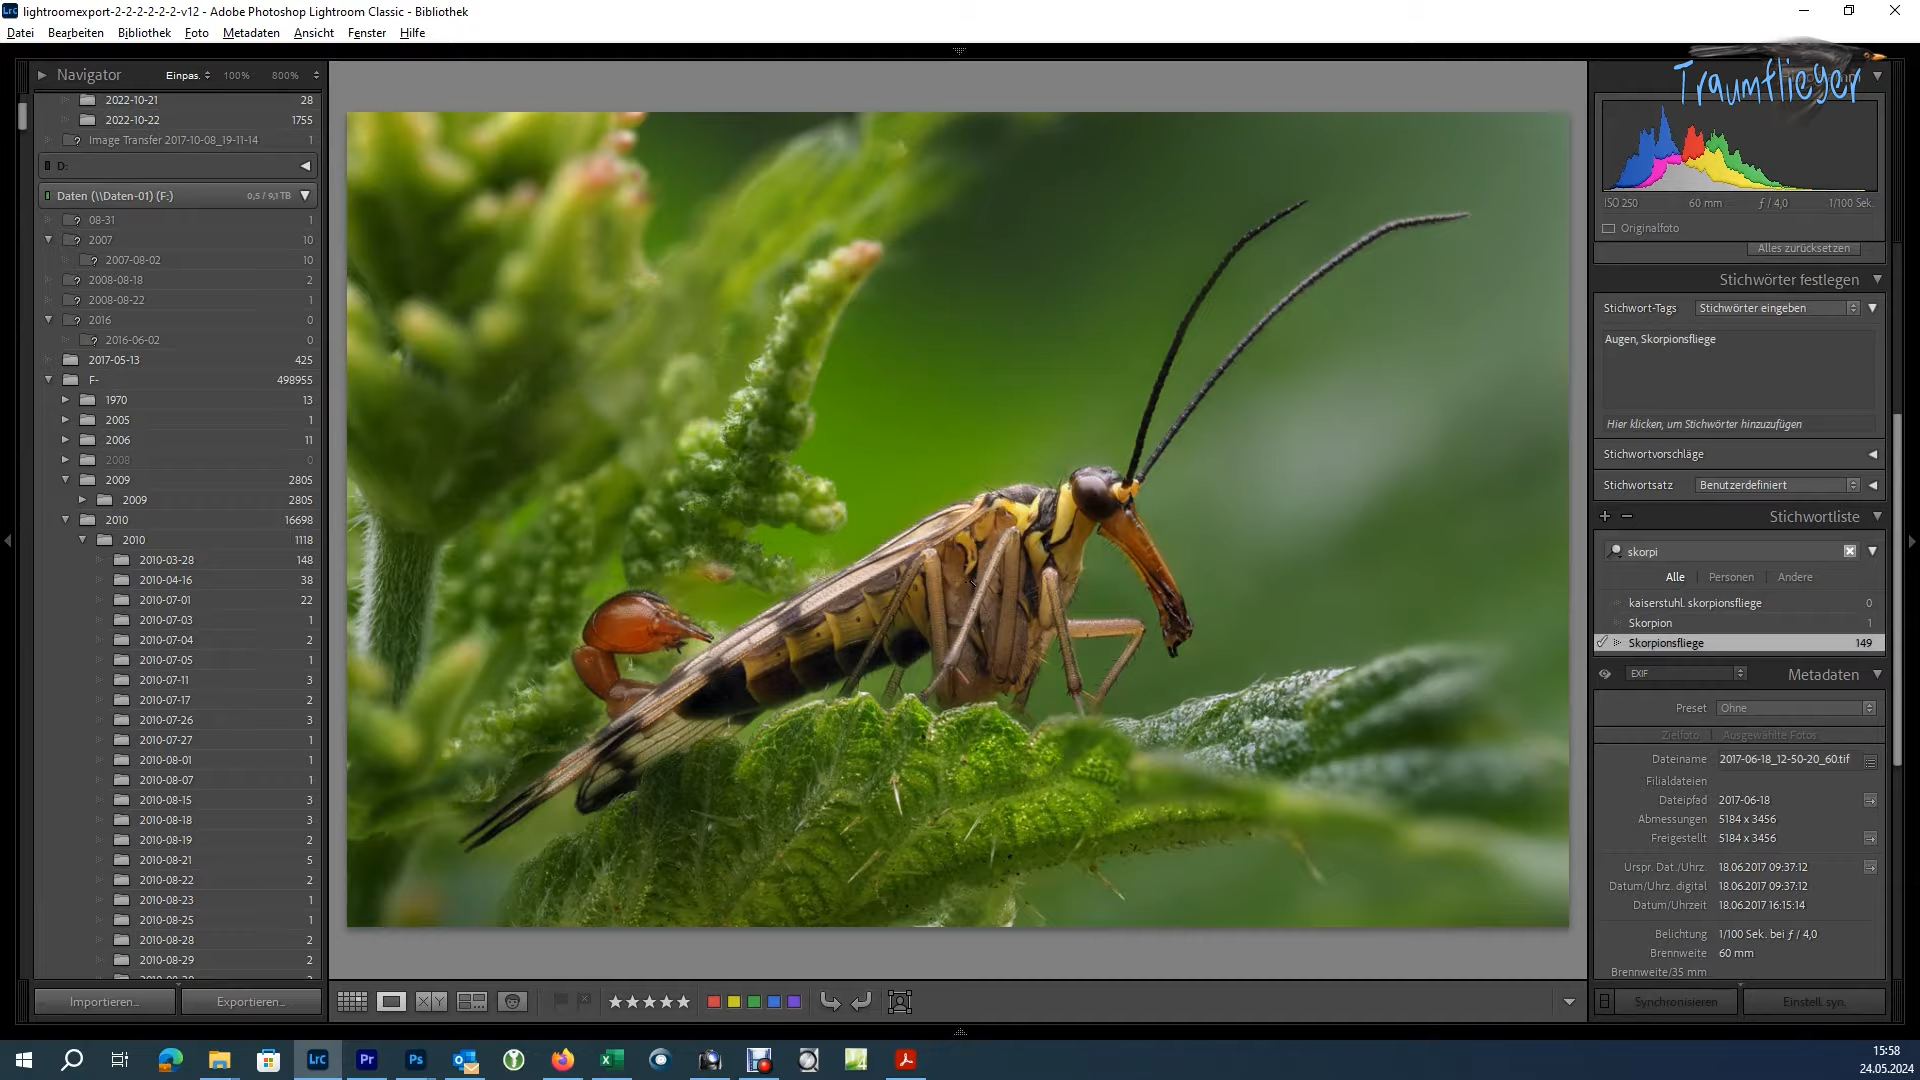 lightroomexport-2-2-2-2-2-2-v12 - Adobe Photoshop Lightroom Classic - Bibliothek
Datei Bearbeiten Bibliothek Foto Metadaten Ansicht Fenster Hilfe
Navigator Einpas. 100% 800%
2022-10-21 28
2022-10-22 1755
Image Transfer 2017-10-08_19-11-14 1
D:
Daten (\\Daten-01) (F:) 0,5 / 9,1 TB
08-31 1
2007 10
2007-08-02 10
2008-08-18 2
2008-08-22 1
2016 0
2016-06-02 0
2017-05-13 425
F- 498955
1970 13
2005 1
2006 11
2008 0
2009 2805
2009 2805
2010 16698
2010 1118
2010-03-28 148
2010-04-16 38
2010-07-01 22
2010-07-03 1
2010-07-04 2
2010-07-05 1
2010-07-11 3
2010-07-17 2
2010-07-26 3
2010-07-27 1
2010-08-01 1
2010-08-07 1
2010-08-15 3
2010-08-18 3
2010-08-19 2
2010-08-21 5
2010-08-22 2
2010-08-23 1
2010-08-25 1
2010-08-28 2
2010-08-29 2
Importieren... Exportieren...
Traumflieger
ISO 250 60 mm ƒ / 4,0 1/100 Sek.
Originalfoto
Alles zurücksetzen
Stichwörter festlegen
Stichwort-Tags Stichwörter eingeben
Augen, Skorpionsfliege
Hier klicken, um Stichwörter hinzuzufügen
Stichwortvorschläge
Stichwortsatz Benutzerdefiniert
+ − Stichwortliste
skorpi
Alle Personen Andere
kaiserstuhl. skorpionsfliege 0
Skorpion 1
Skorpionsfliege 149
EXIF Metadaten
Preset Ohne
Zielfoto Ausgewählte Fotos
Dateiname 2017-06-18_12-50-20_60.tif
Filialdateien
Dateipfad 2017-06-18
Abmessungen 5184 x 3456
Freigestellt 5184 x 3456
Urspr. Dat./Uhrz. 18.06.2017 09:37:12
Datum/Uhrz. digital 18.06.2017 09:37:12
Datum/Uhrzeit 18.06.2017 16:15:14
Belichtung 1/100 Sek. bei ƒ / 4,0
Brennweite 60 mm
Brennweite/35 mm
Synchronisieren Einstell. syn.
X Y
LrC Pr Ps
15:58
24.05.2024